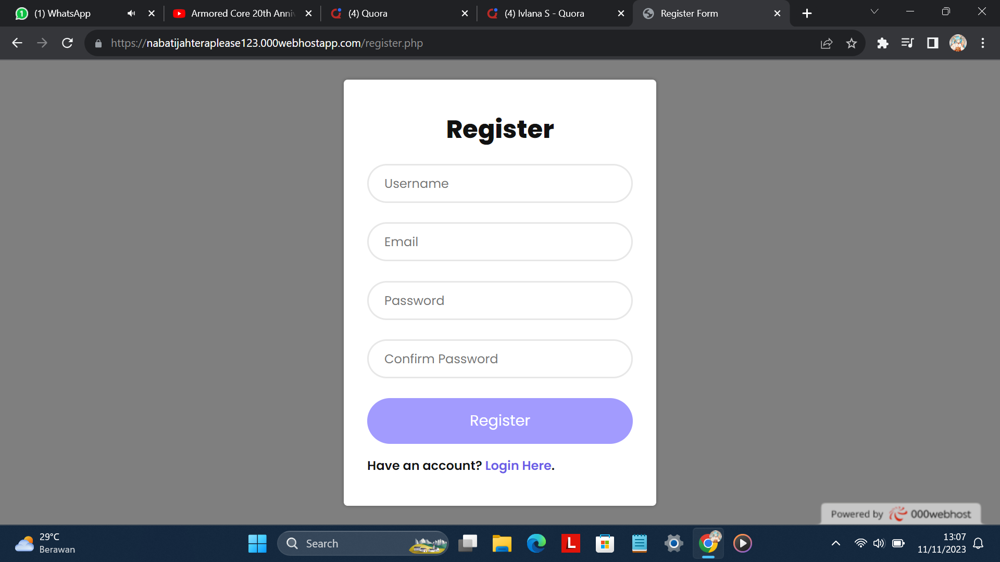 (1) WhatsApp
Armored Core 20th Anniv
(4) Quora
(4) Ivlana S - Quora
Register Form
https://nabatijahteraplease123.000webhostapp.com/register.php
Register
Username
Email
Password
Confirm Password
Register
Have an account? Login Here.
Powered by 000webhost
29°C
Berawan
Search
L
13:07
11/11/2023